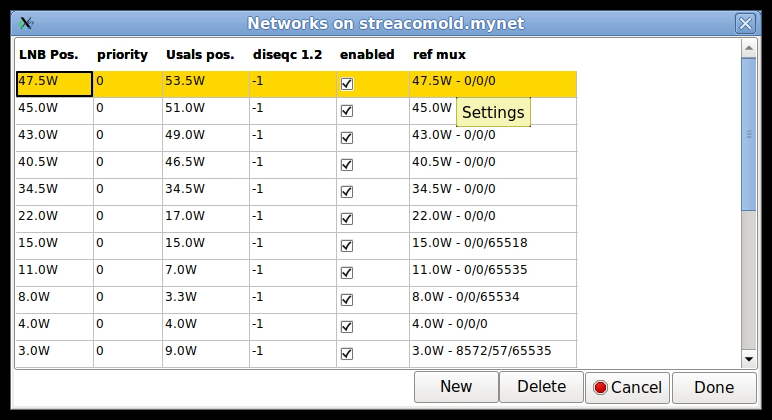 Networks on streacomold.mynet
LNB Pos. priority Usals pos. diseqc 1.2 enabled ref mux
47.5W 0 53.5W -1 47.5W - 0/0/0
45.0W 0 51.0W -1 45.0W
Settings
43.0W 0 49.0W -1 43.0W - 0/0/0
40.5W 0 46.5W -1 40.5W - 0/0/0
34.5W 0 34.5W -1 34.5W - 0/0/0
22.0W 0 17.0W -1 22.0W - 0/0/0
15.0W 0 15.0W -1 15.0W - 0/0/65518
11.0W 0 7.0W -1 11.0W - 0/0/65535
8.0W 0 3.3W -1 8.0W - 0/0/65534
4.0W 0 4.0W -1 4.0W - 0/0/0
3.0W 0 9.0W -1 3.0W - 8572/57/65535
New Delete Cancel Done